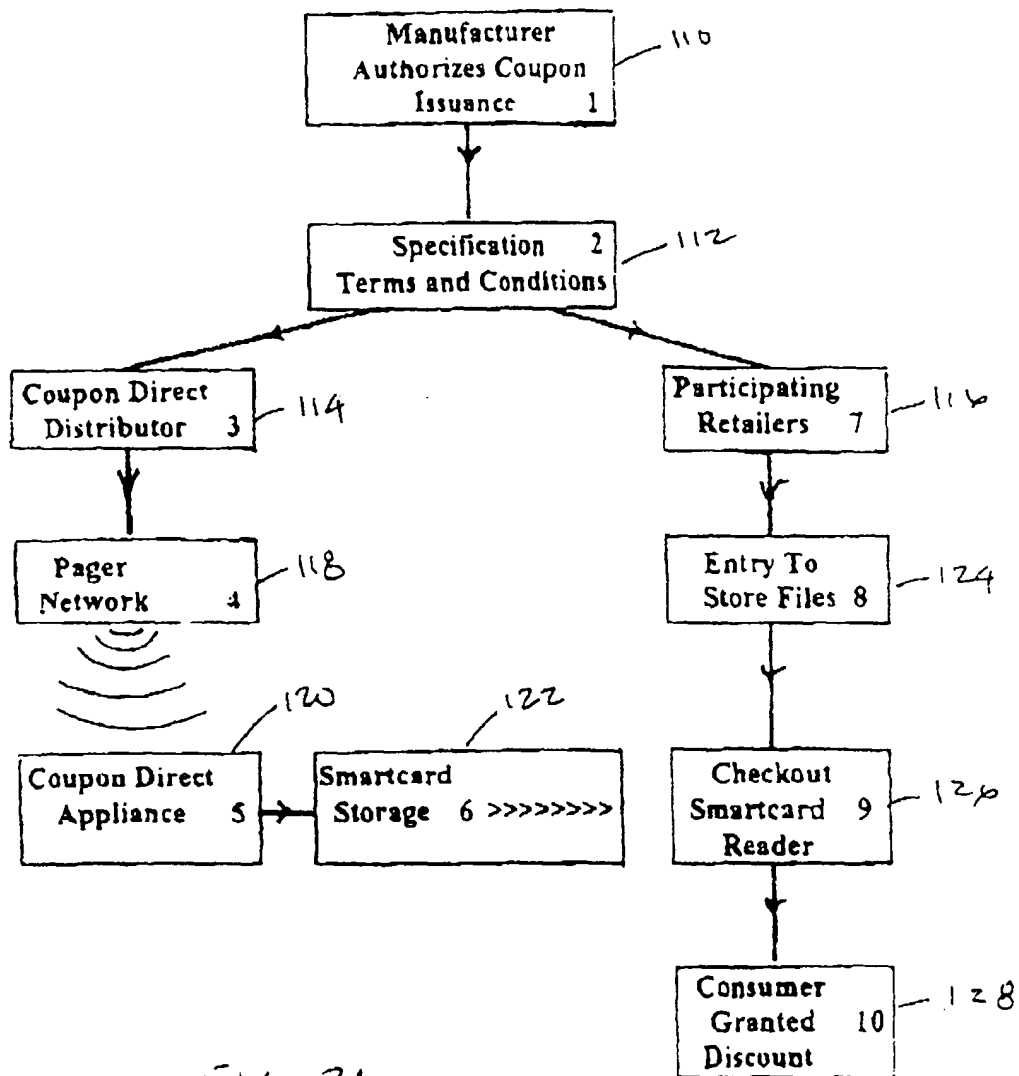 Manufacturer
Authorizes Coupon
Issuance 1
110
Specification 2
Terms and Conditions
112
Coupon Direct
Distributor 3
114
Participating
Retailers 7
116
Pager
Network 4
118
Entry To
Store Files 8
124
120
122
Coupon Direct
Appliance 5
Smartcard
Storage 6 >>>>>>>>
Checkout
Smartcard 9
Reader
126
Consumer
Granted 10
Discount
128